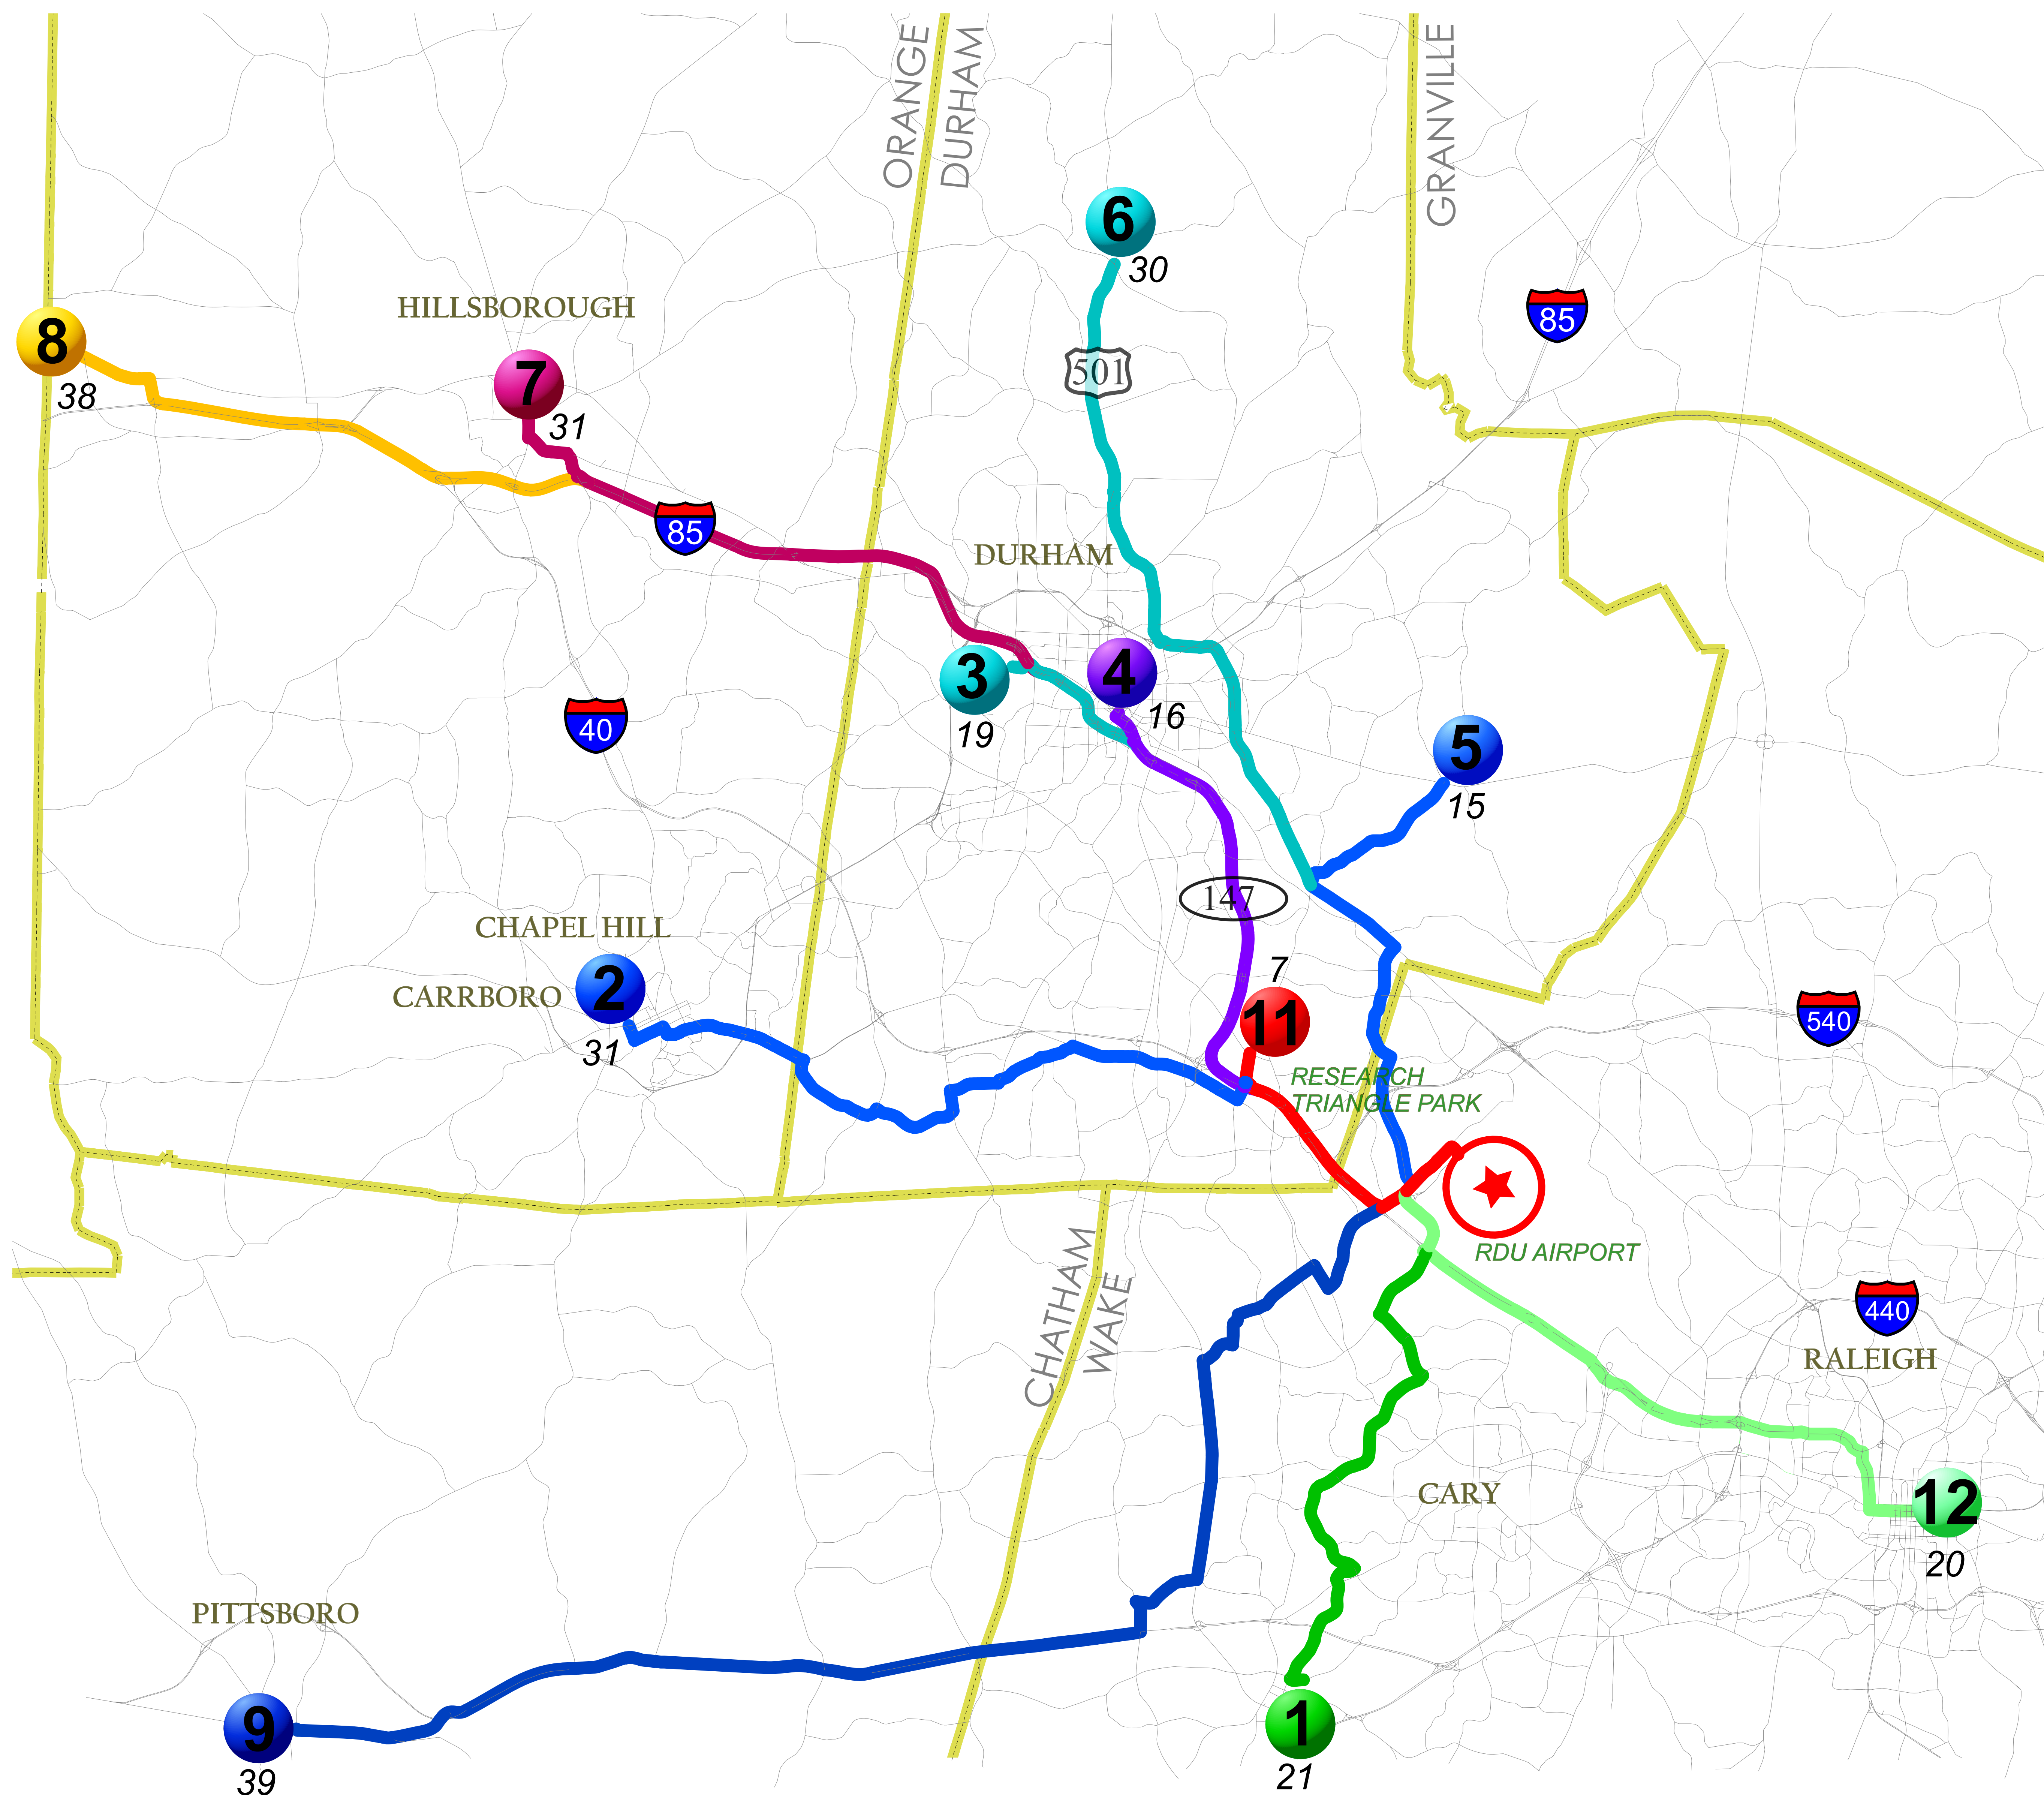 ORANGE
DURHAM
GRANVILLE
6
30
HILLSBOROUGH
85
8
38
7
31
501
85
DURHAM
3
19
4
16
40
5
15
147
CHAPEL HILL
CARRBORO
2
31
7
11
RESEARCH
TRIANGLE PARK
540
RDU AIRPORT
CHATHAM
WAKE
440
RALEIGH
CARY
12
20
PITTSBORO
9
39
1
21